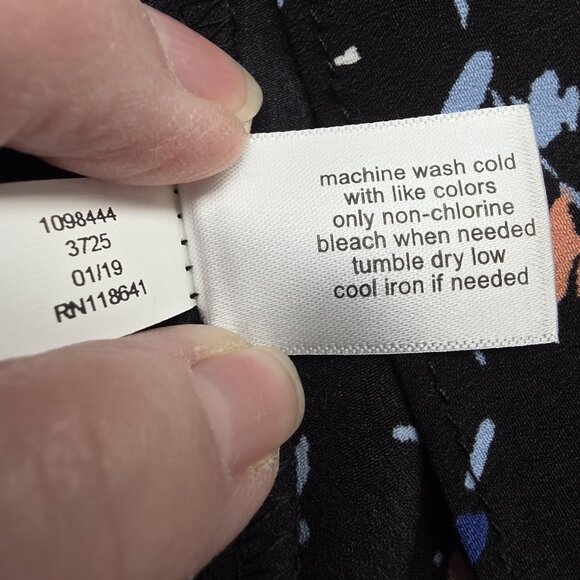 1098444
3725
01/19
RN118641
machine wash cold
with like colors
only non-chlorine
bleach when needed
tumble dry low
cool iron if needed